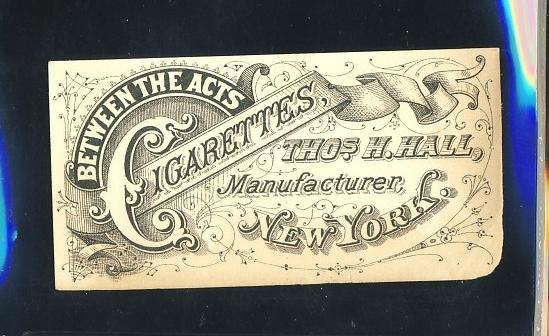 BETWEEN THE ACTS
CIGARETTES,
THOS H. HALL,
Manufacturer,
NEW YORK.